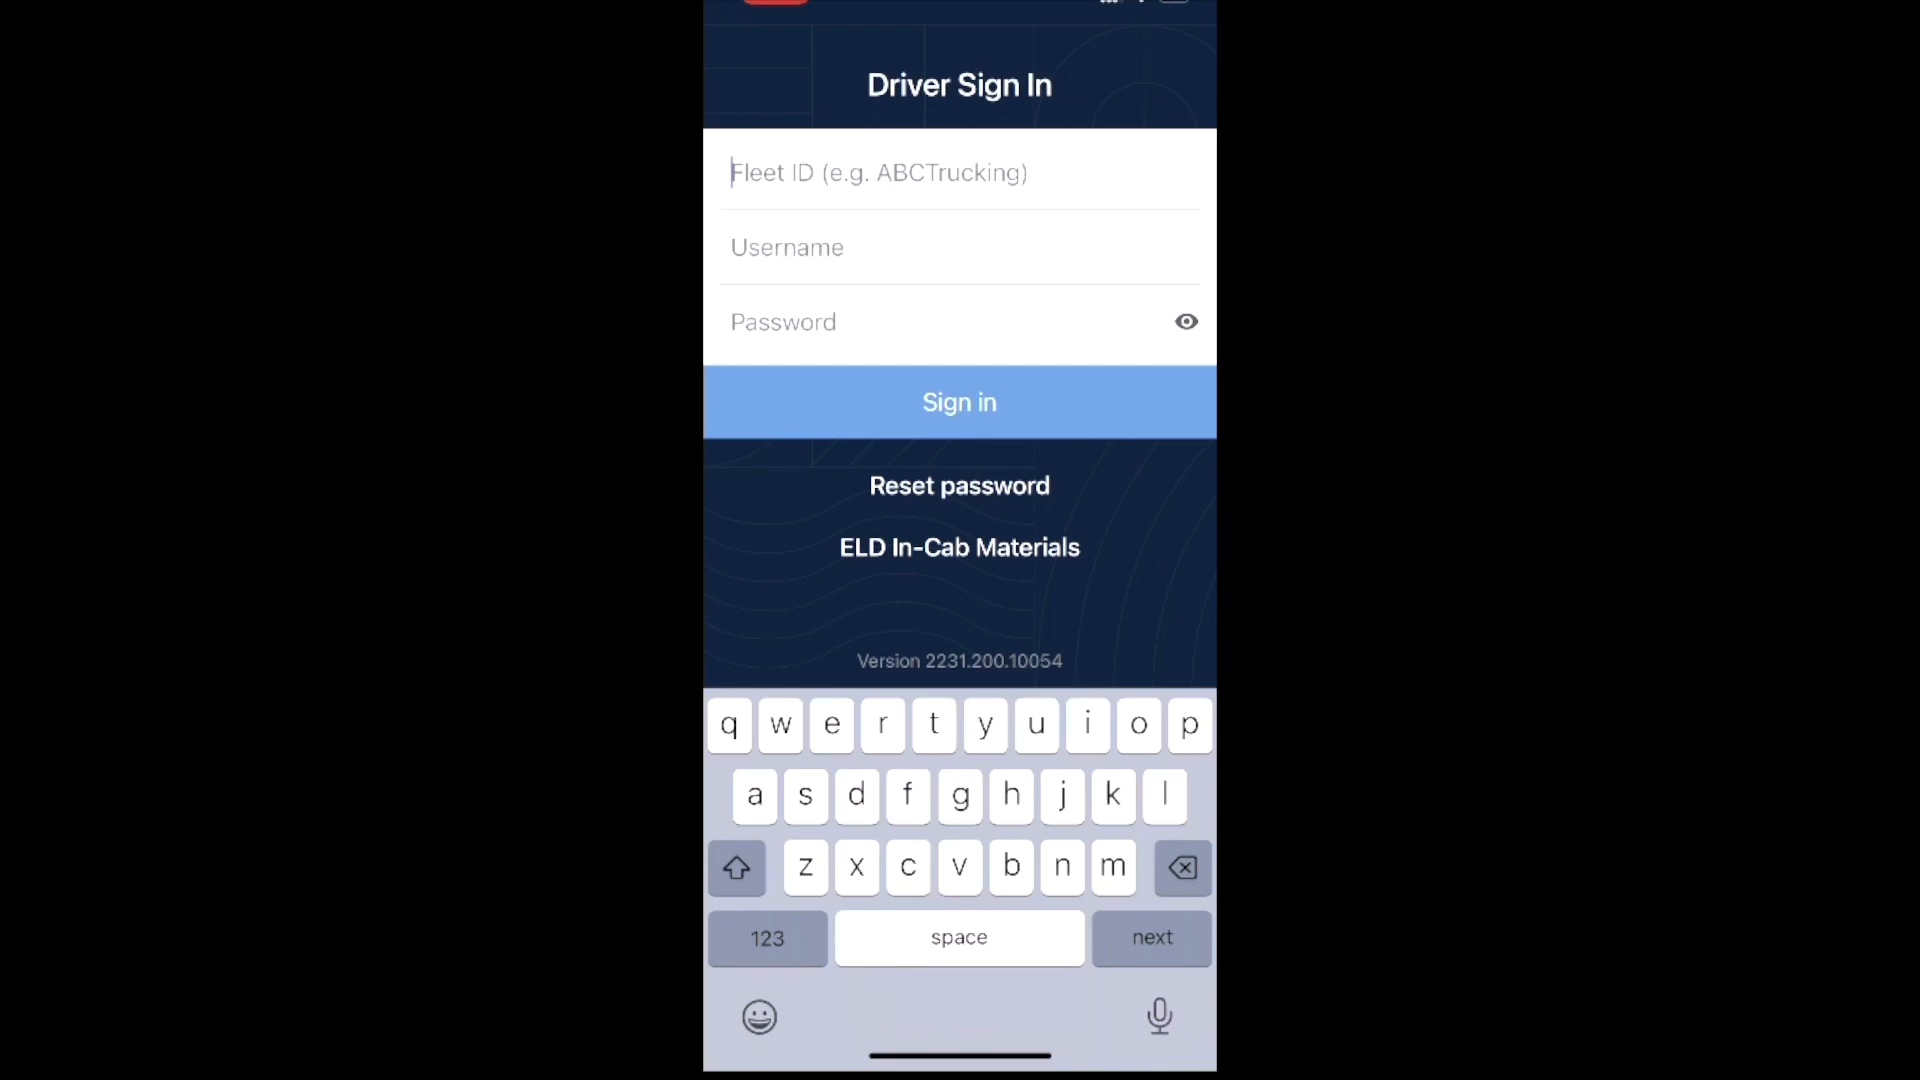 Driver Sign In
Fleet ID (e.g. ABCTrucking)
Username
Password
Sign in
Reset password
ELD In-Cab Materials
Version 2231.200.10054
q w e r t y u i o p
a s d f g h j k l
z x c v b n m
123 space next